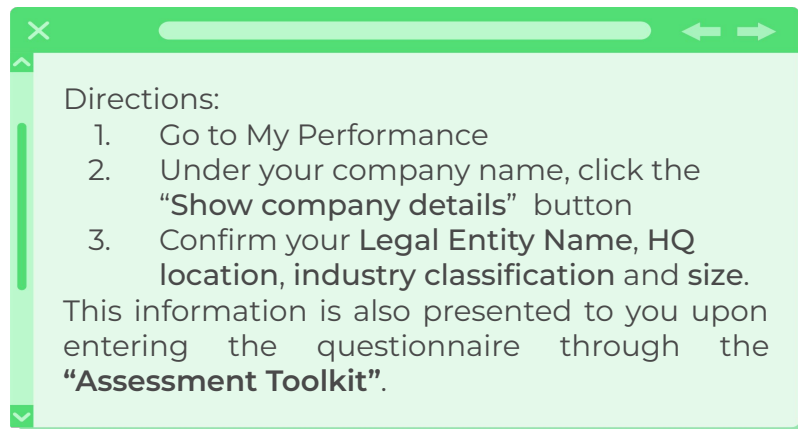 Directions:
1. Go to My Performance
2. Under your company name, click the
“Show company details” button
3. Confirm your Legal Entity Name, HQ
location, industry classification and size.
This information is also presented to you upon
entering the questionnaire through the
“Assessment Toolkit”.